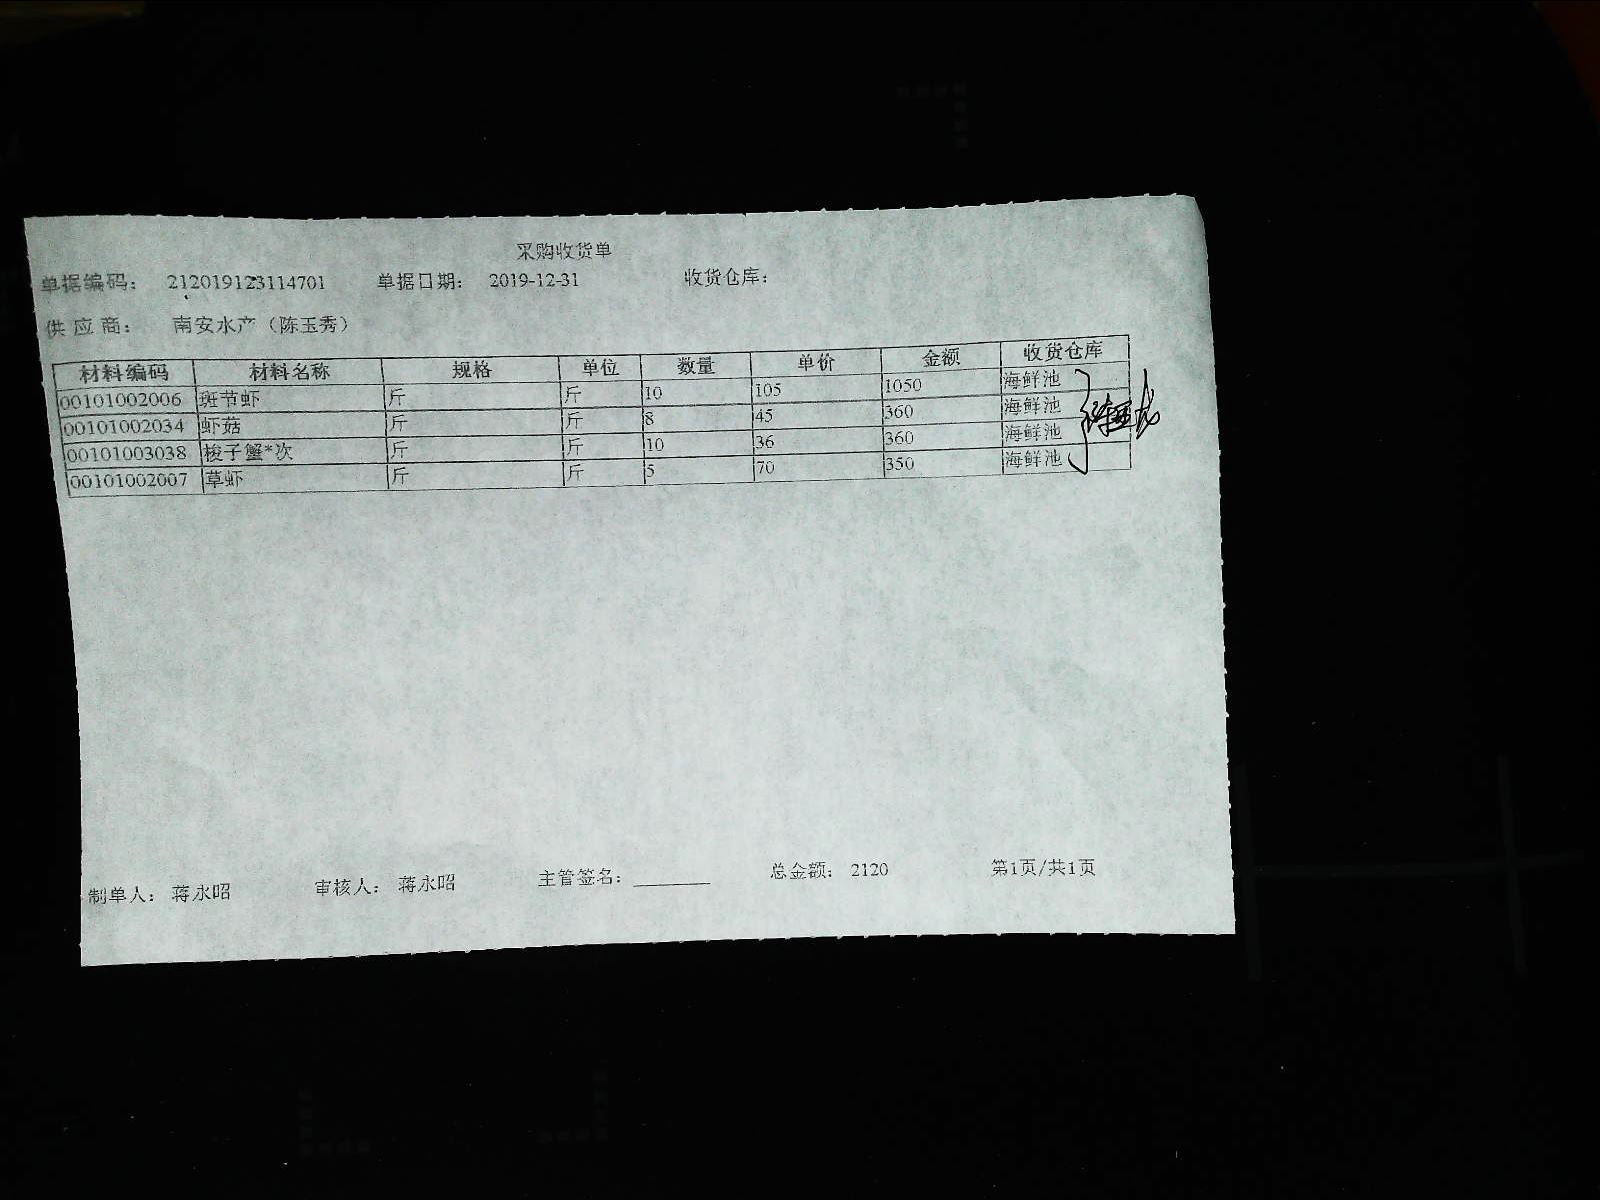 采购收货单
单据编码： 212019123114701 单据日期： 2019-12-31 收货仓库：
供应商： 南安水产（陈玉秀）
材料编码 材料名称 规格 单位 数量 单价 金额 收货仓库
00101002006 斑节虾 斤 斤 10 105 1050 海鲜池
00101002034 虾菇 斤 斤 8 45 360 海鲜池
00101003038 梭子蟹*次 斤 斤 10 36 360 海鲜池
00101002007 草虾 斤 斤 5 70 350 海鲜池
制单人： 蒋永昭 审核人： 蒋永昭 主管签名：________ 总金额： 2120 第1页/共1页